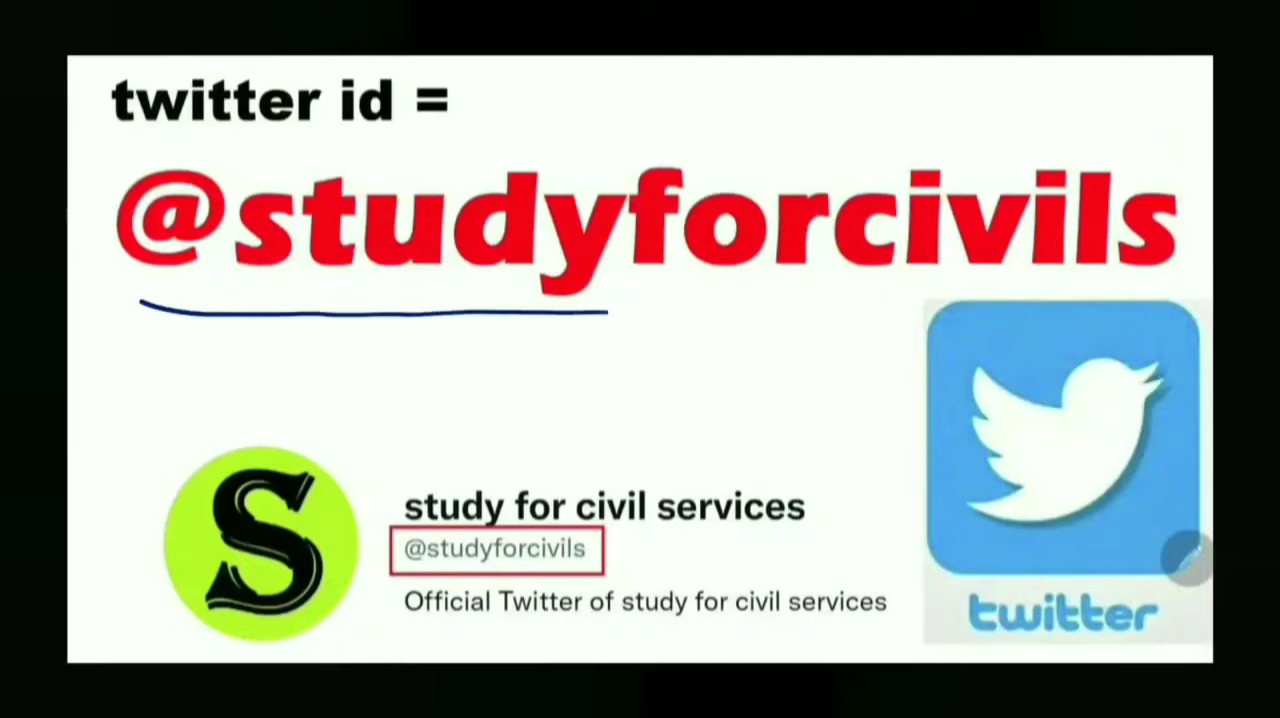 twitter id =
@studyforcivils
S
study for civil services
@studyforcivils
Official Twitter of study for civil services
twitter